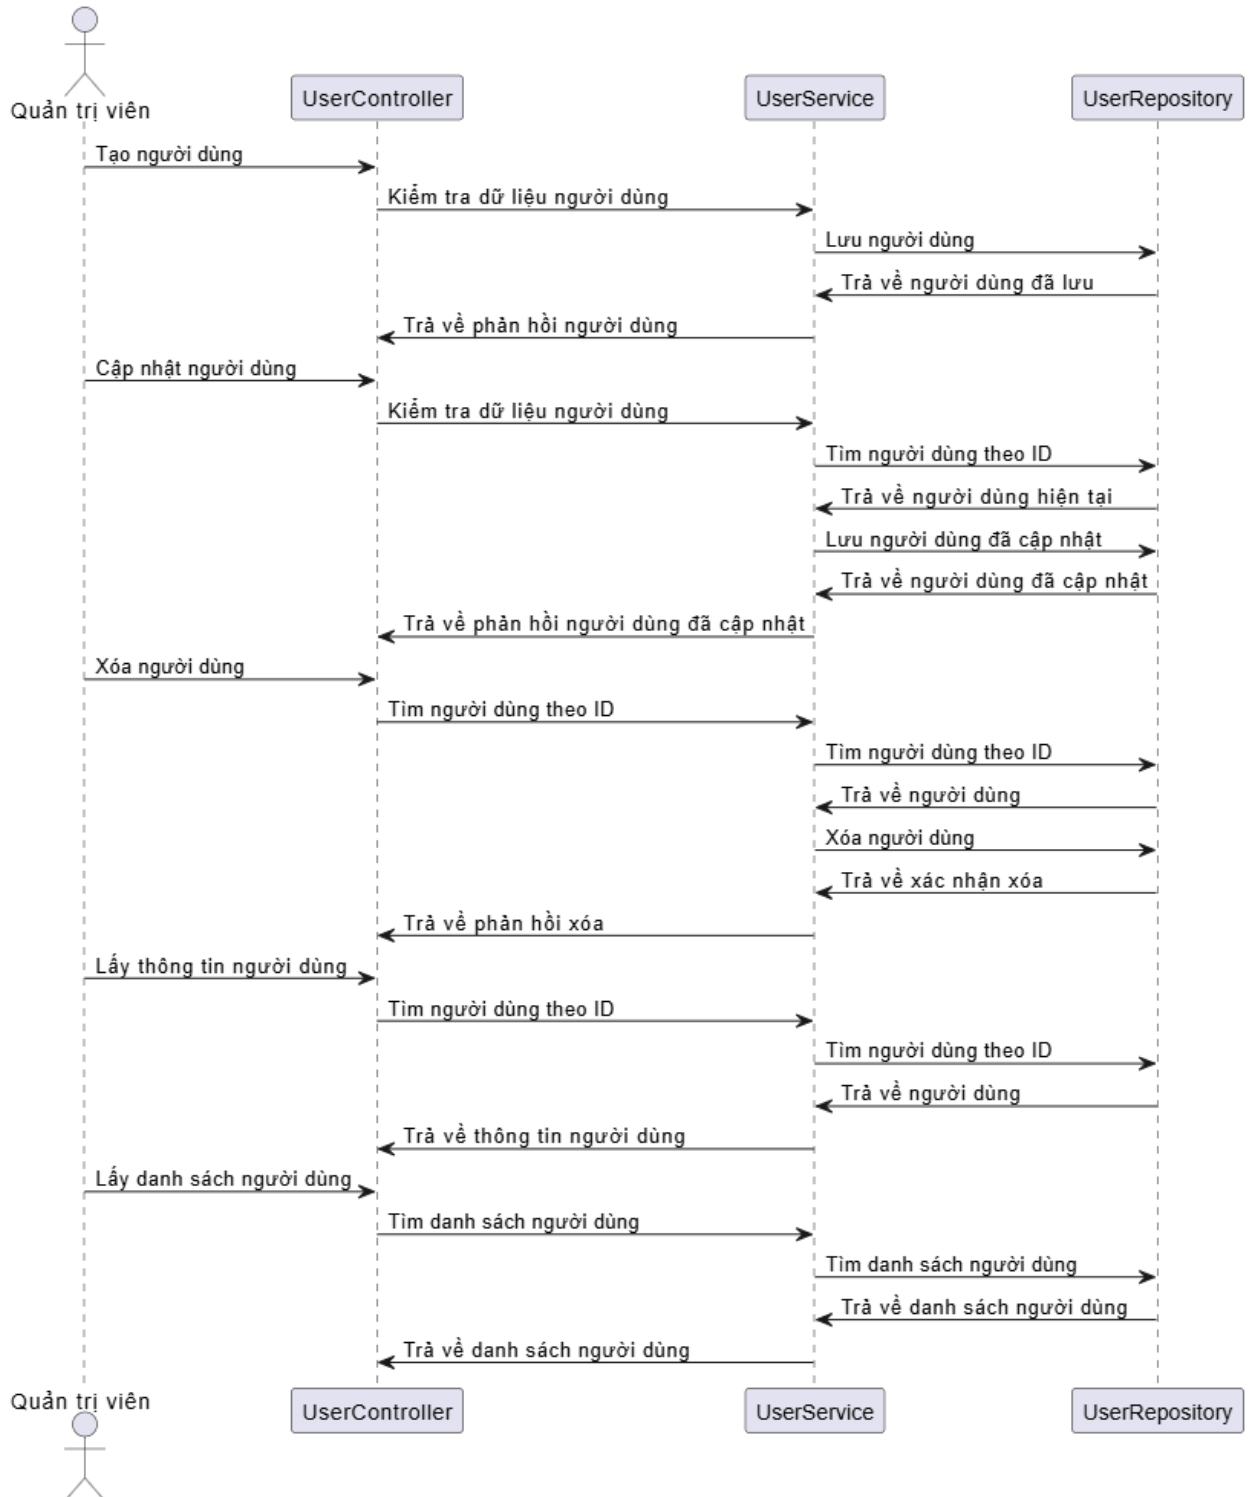 Quản trị viên
UserController
UserService
UserRepository
Tạo người dùng
Kiểm tra dữ liệu người dùng
Lưu người dùng
Trả về người dùng đã lưu
Trả về phản hồi người dùng
Cập nhật người dùng
Kiểm tra dữ liệu người dùng
Tìm người dùng theo ID
Trả về người dùng hiện tại
Lưu người dùng đã cập nhật
Trả về người dùng đã cập nhật
Trả về phản hồi người dùng đã cập nhật
Xóa người dùng
Tìm người dùng theo ID
Tìm người dùng theo ID
Trả về người dùng
Xóa người dùng
Trả về xác nhận xóa
Trả về phản hồi xóa
Lấy thông tin người dùng
Tìm người dùng theo ID
Tìm người dùng theo ID
Trả về người dùng
Trả về thông tin người dùng
Lấy danh sách người dùng
Tìm danh sách người dùng
Tìm danh sách người dùng
Trả về danh sách người dùng
Trả về danh sách người dùng
Quản trị viên
UserController
UserService
UserRepository